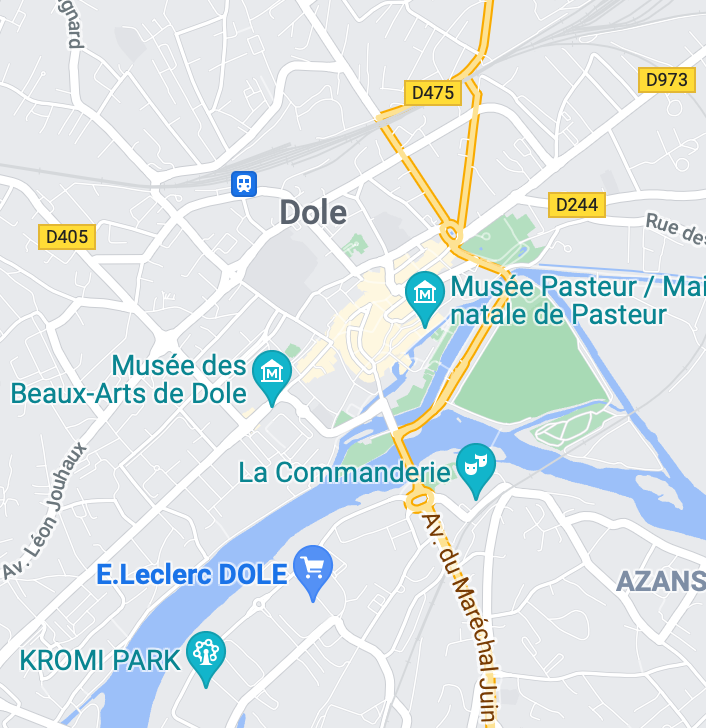 gnard
D973
D475
Dole
D244
D405
Rue des
Musée Pasteur / Mai
natale de Pasteur
Musée des
Beaux-Arts de Dole
La Commanderie
Av. Léon Jouhaux
Av. du Maréchal Juin
E.Leclerc DOLE
AZANS
KROMI PARK